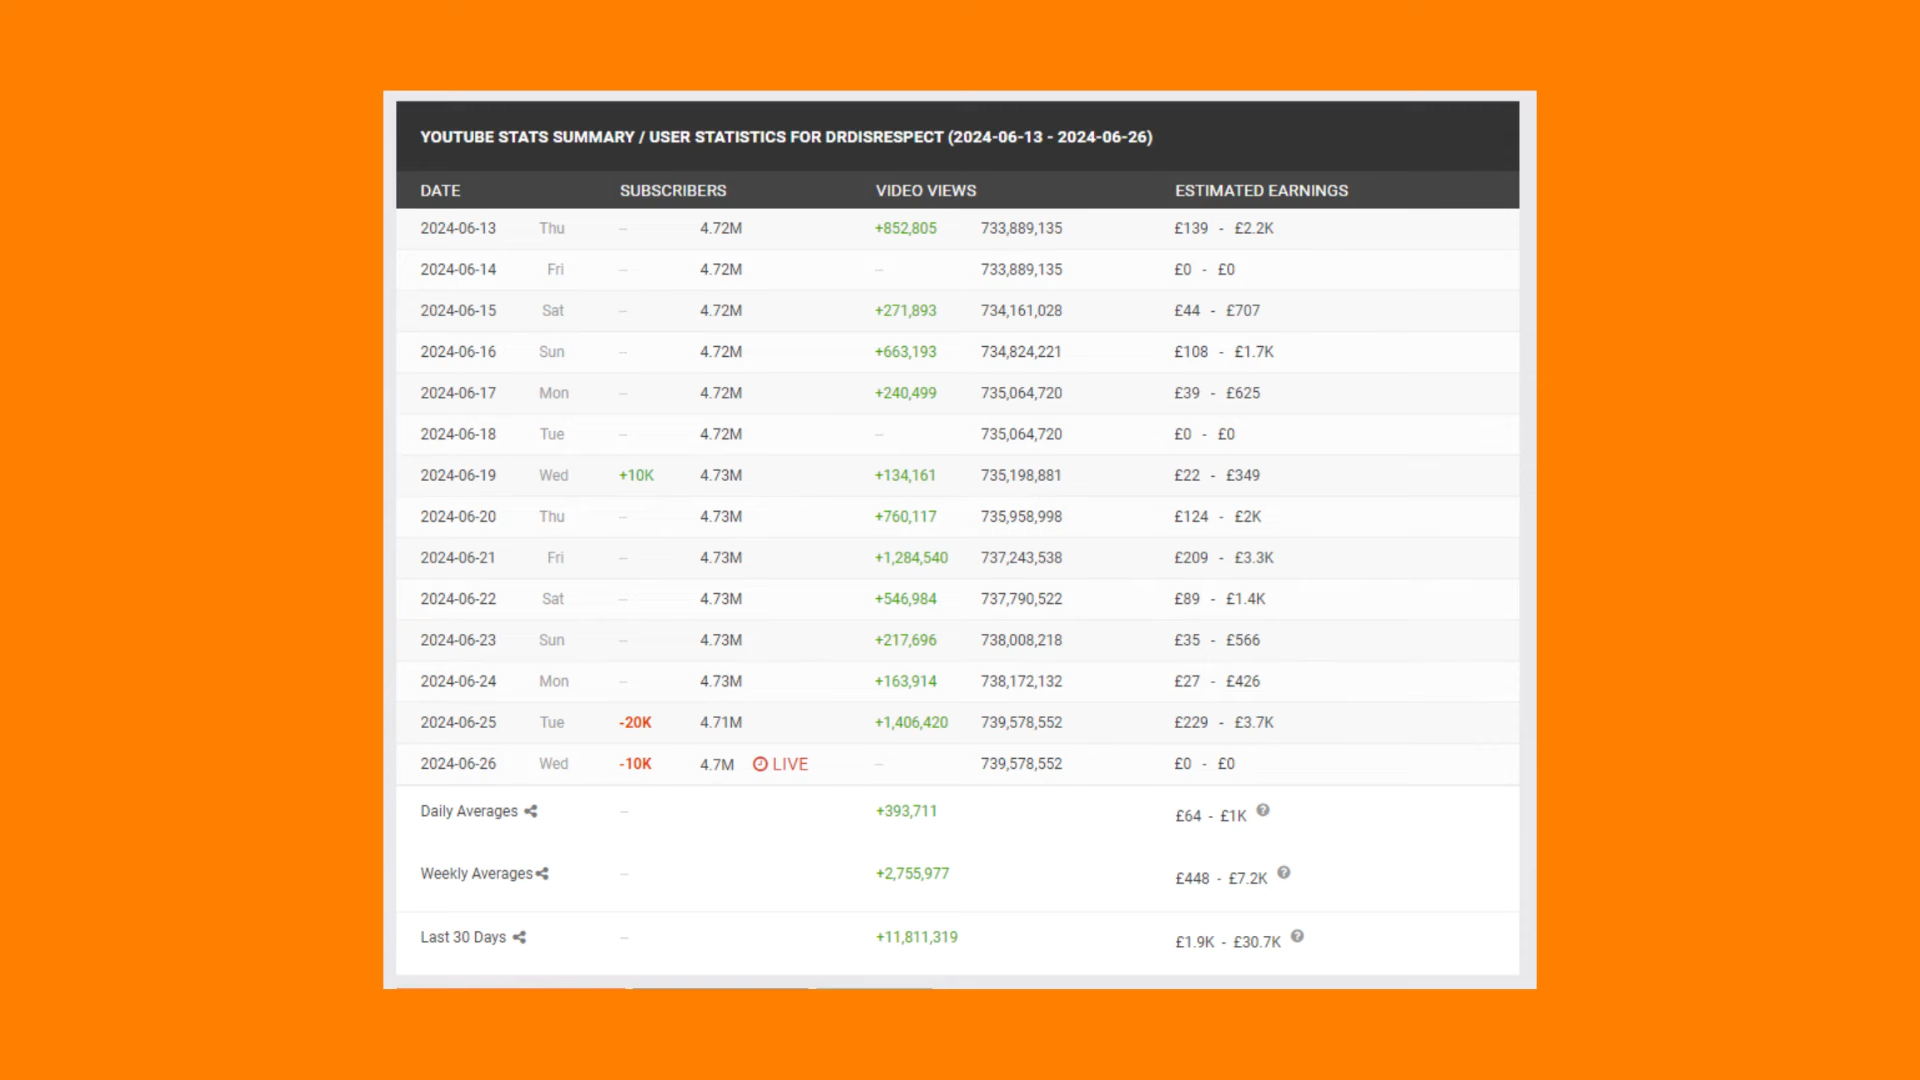 YOUTUBE STATS SUMMARY / USER STATISTICS FOR DRDISRESPECT (2024-06-13 - 2024-06-26)
DATE SUBSCRIBERS VIDEO VIEWS ESTIMATED EARNINGS
2024-06-13 Thu -- 4.72M +852,805 733,889,135 £139 - £2.2K
2024-06-14 Fri -- 4.72M -- 733,889,135 £0 - £0
2024-06-15 Sat -- 4.72M +271,893 734,161,028 £44 - £707
2024-06-16 Sun -- 4.72M +663,193 734,824,221 £108 - £1.7K
2024-06-17 Mon -- 4.72M +240,499 735,064,720 £39 - £625
2024-06-18 Tue -- 4.72M -- 735,064,720 £0 - £0
2024-06-19 Wed +10K 4.73M +134,161 735,198,881 £22 - £349
2024-06-20 Thu -- 4.73M +760,117 735,958,998 £124 - £2K
2024-06-21 Fri -- 4.73M +1,284,540 737,243,538 £209 - £3.3K
2024-06-22 Sat -- 4.73M +546,984 737,790,522 £89 - £1.4K
2024-06-23 Sun -- 4.73M +217,696 738,008,218 £35 - £566
2024-06-24 Mon -- 4.73M +163,914 738,172,132 £27 - £426
2024-06-25 Tue -20K 4.71M +1,406,420 739,578,552 £229 - £3.7K
2024-06-26 Wed -10K 4.7M LIVE -- 739,578,552 £0 - £0
Daily Averages -- +393,711 £64 - £1K ?
Weekly Averages -- +2,755,977 £448 - £7.2K ?
Last 30 Days -- +11,811,319 £1.9K - £30.7K ?